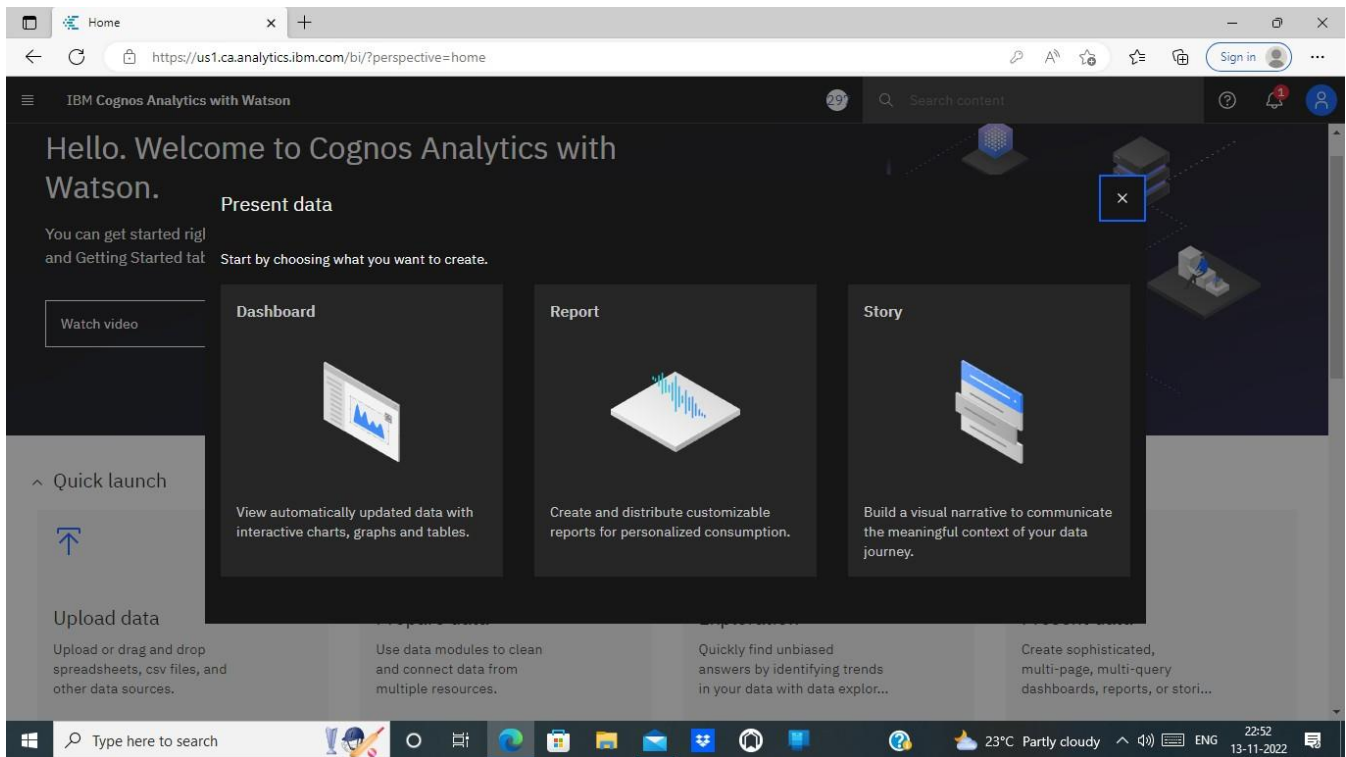 Home
https://us1.ca.analytics.ibm.com/bi/?perspective=home
Sign in
IBM Cognos Analytics with Watson
Search content
1
Hello. Welcome to Cognos Analytics with
Watson.
You can get started rig
and Getting Started tab
Watch video
Present data
Start by choosing what you want to create.
Dashboard
View automatically updated data with
interactive charts, graphs and tables.
Report
Create and distribute customizable
reports for personalized consumption.
Story
Build a visual narrative to communicate
the meaningful context of your data
journey.
Quick launch
Upload data
Upload or drag and drop
spreadsheets, csv files, and
other data sources.
Use data modules to clean
and connect data from
multiple resources.
Quickly find unbiased
answers by identifying trends
in your data with data explor...
Create sophisticated,
multi-page, multi-query
dashboards, reports, or stori...
Type here to search
23°C Partly cloudy
ENG
22:52
13-11-2022